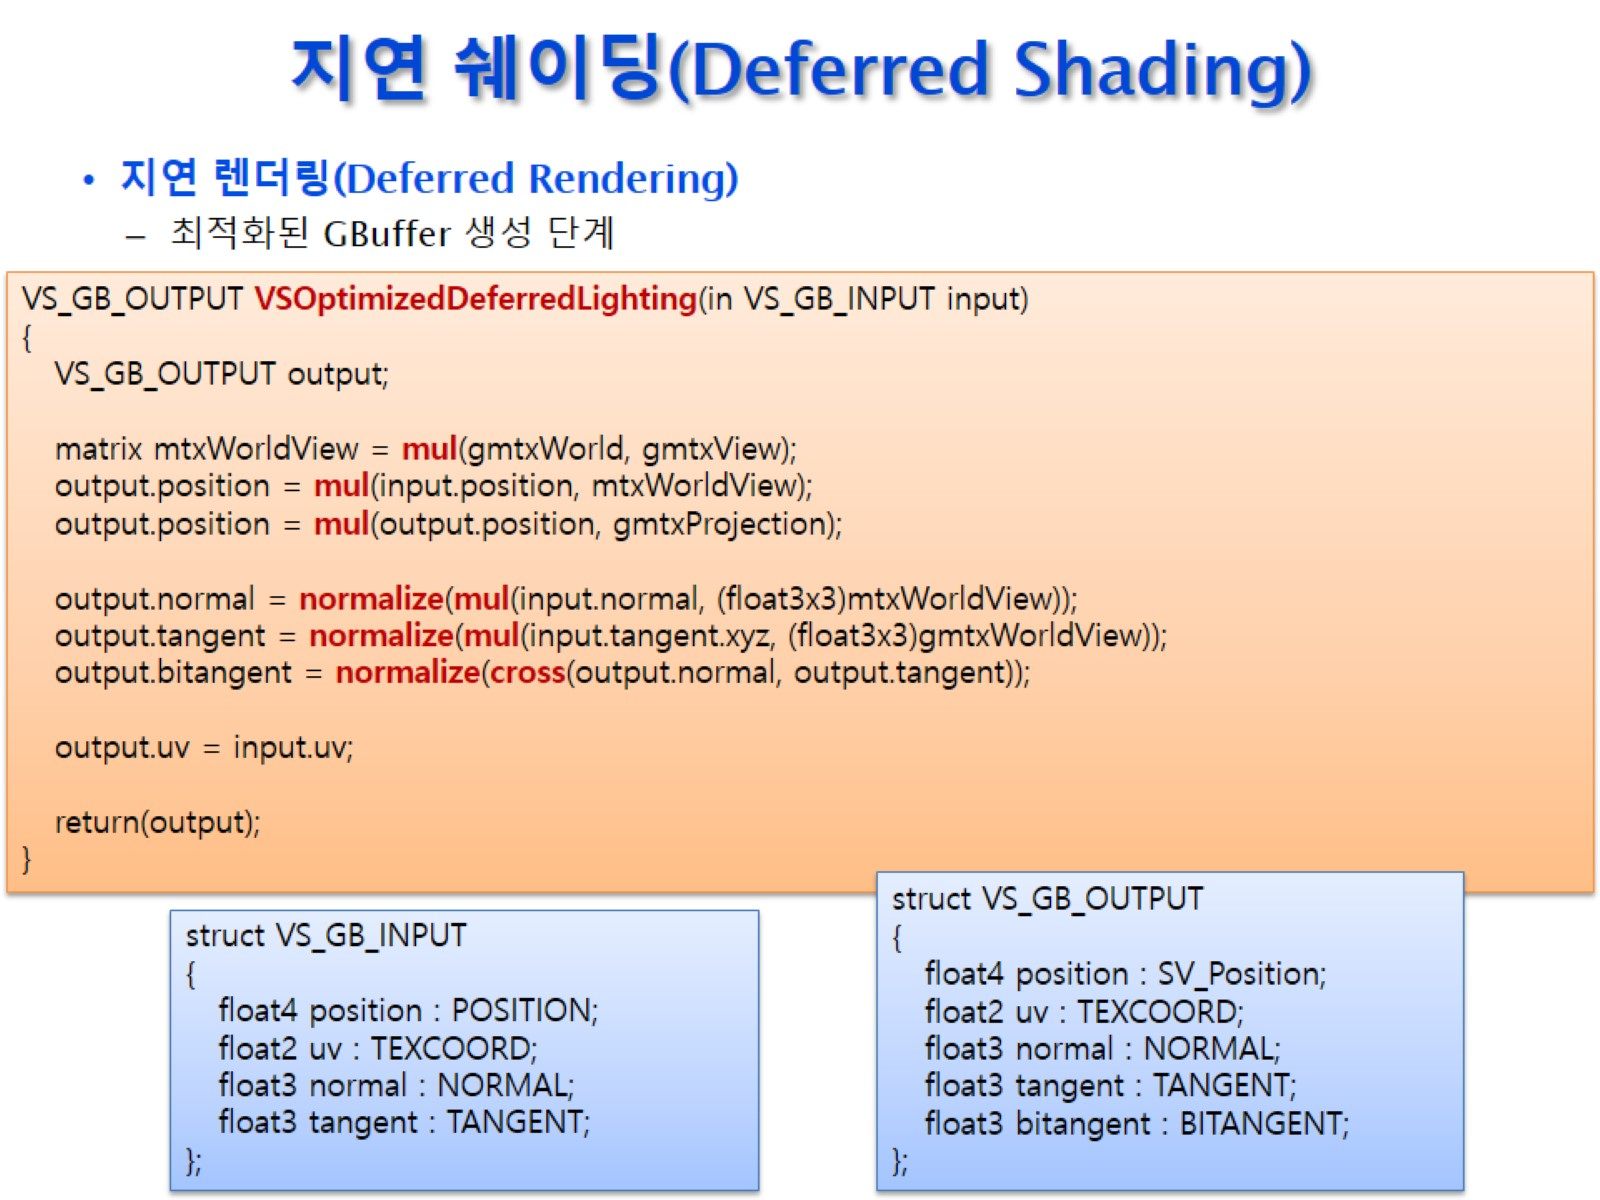 지연 쉐이딩(Deferred Shading)
• 지연 렌더링(Deferred Rendering)
– 최적화된 GBuffer 생성 단계
VS_GB_OUTPUT VSOptimizedDeferredLighting(in VS_GB_INPUT input)
{
VS_GB_OUTPUT output;
matrix mtxWorldView = mul(gmtxWorld, gmtxView);
output.position = mul(input.position, mtxWorldView);
output.position = mul(output.position, gmtxProjection);
output.normal = normalize(mul(input.normal, (float3x3)mtxWorldView));
output.tangent = normalize(mul(input.tangent.xyz, (float3x3)gmtxWorldView));
output.bitangent = normalize(cross(output.normal, output.tangent));
output.uv = input.uv;
return(output);
}
struct VS_GB_INPUT
{
float4 position : POSITION;
float2 uv : TEXCOORD;
float3 normal : NORMAL;
float3 tangent : TANGENT;
};
struct VS_GB_OUTPUT
{
float4 position : SV_Position;
float2 uv : TEXCOORD;
float3 normal : NORMAL;
float3 tangent : TANGENT;
float3 bitangent : BITANGENT;
};